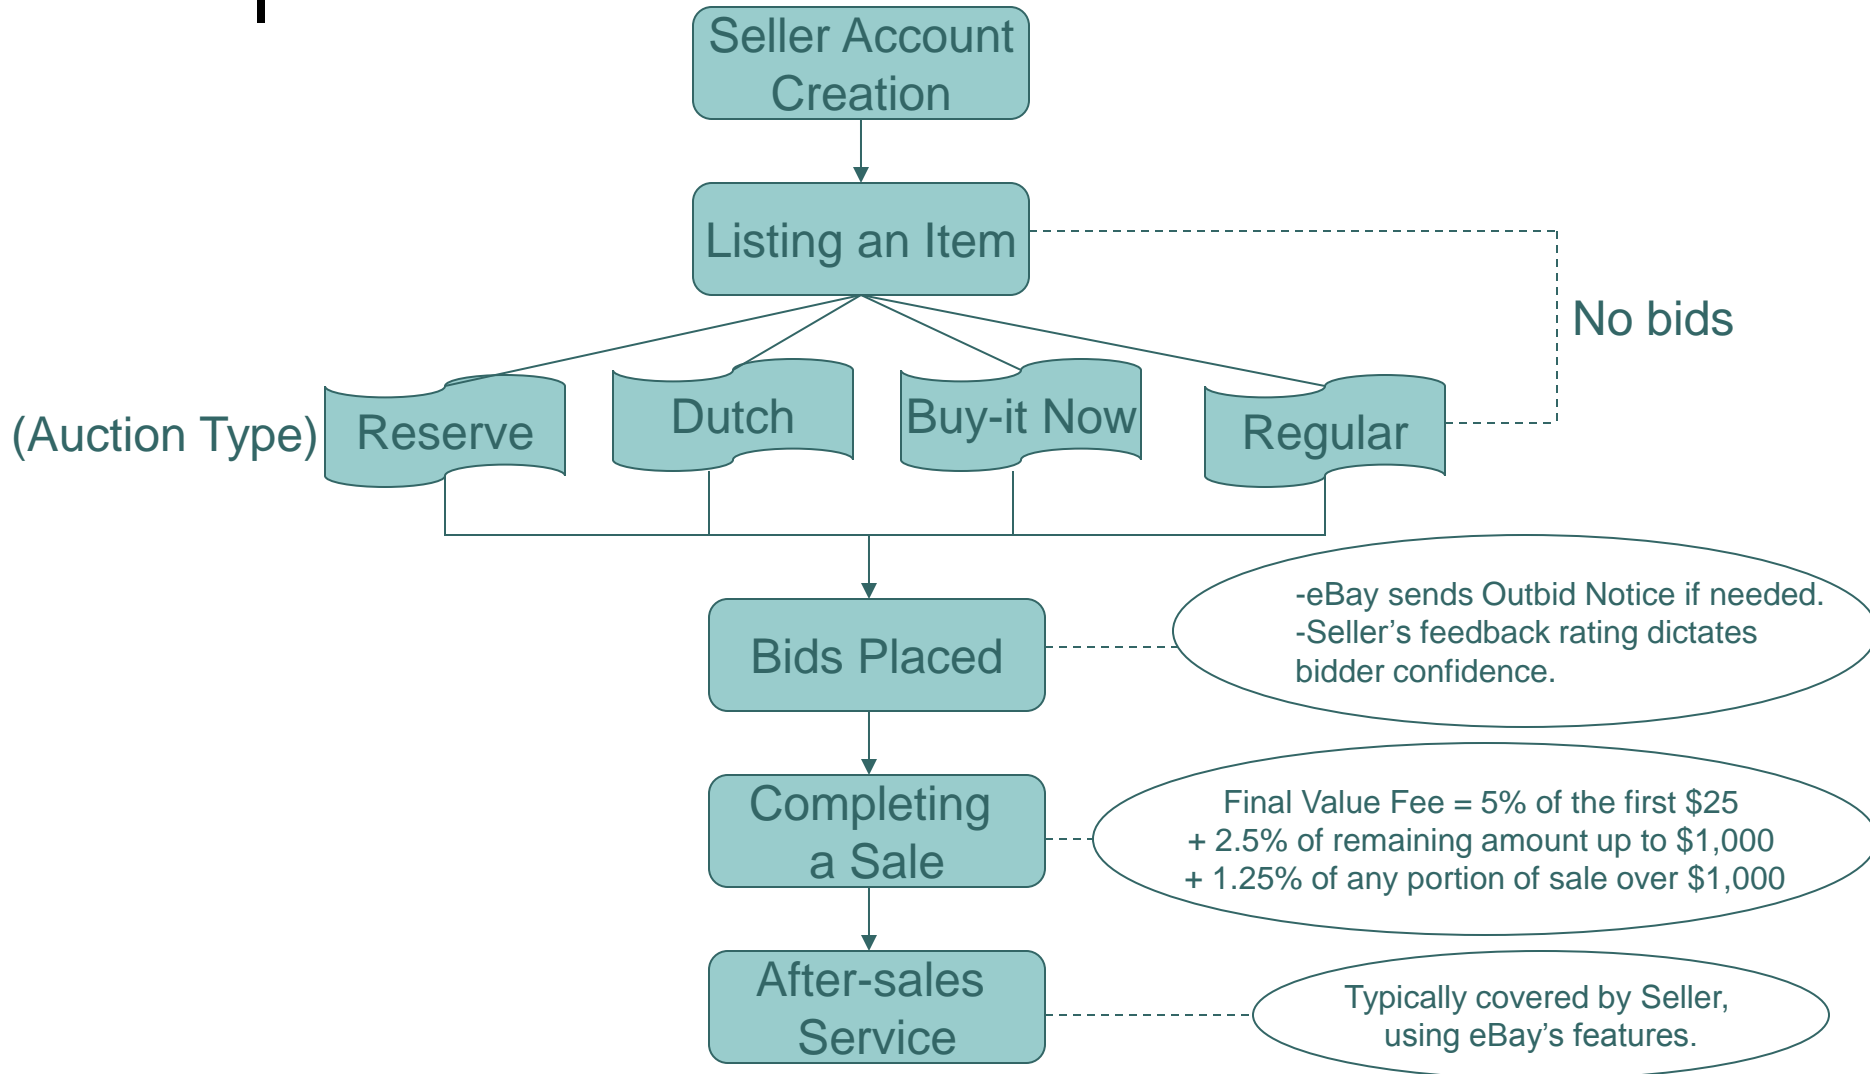 Seller Account
Creation
Listing an Item
No bids
(Auction Type)
Reserve
Dutch
Buy-it Now
Regular
Bids Placed
-eBay sends Outbid Notice if needed.
-Seller's feedback rating dictates
bidder confidence.
Completing
a Sale
Final Value Fee = 5% of the first $25
+ 2.5% of remaining amount up to $1,000
+ 1.25% of any portion of sale over $1,000
After-sales
Service
Typically covered by Seller,
using eBay's features.